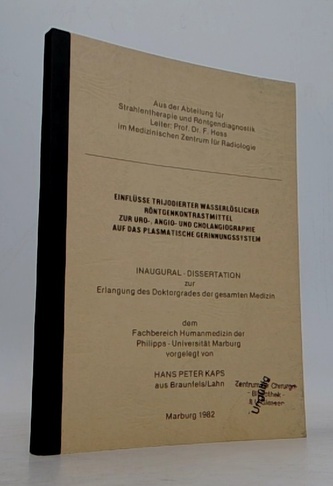 Aus der Abteilung für
Strahlentherapie und Röntgendiagnostik
Leiter: Prof. Dr. F. Hess
im Medizinischen Zentrum für Radiologie
EINFLÜSSE TRIJODIERTER WASSERLÖSLICHER
RÖNTGENKONTRASTMITTEL
ZUR URO-, ANGIO- UND CHOLANGIOGRAPHIE
AUF DAS PLASMATISCHE GERINNUNGSSYSTEM
INAUGURAL-DISSERTATION
zur
Erlangung des Doktorgrades der gesamten Medizin
dem
Fachbereich Humanmedizin der
Philipps-Universität Marburg
vorgelegt von
HANS PETER KAPS
aus Braunfels/Lahn
Chirurgie
Ungültig
Marburg 1982